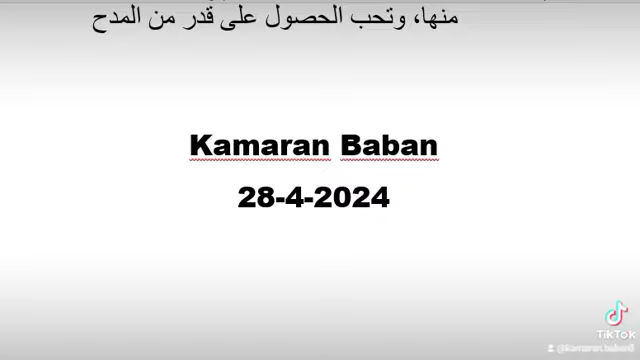 منها، وتحب الحصول على قدر من المدح
Kamaran Baban
28-4-2024
TikTok